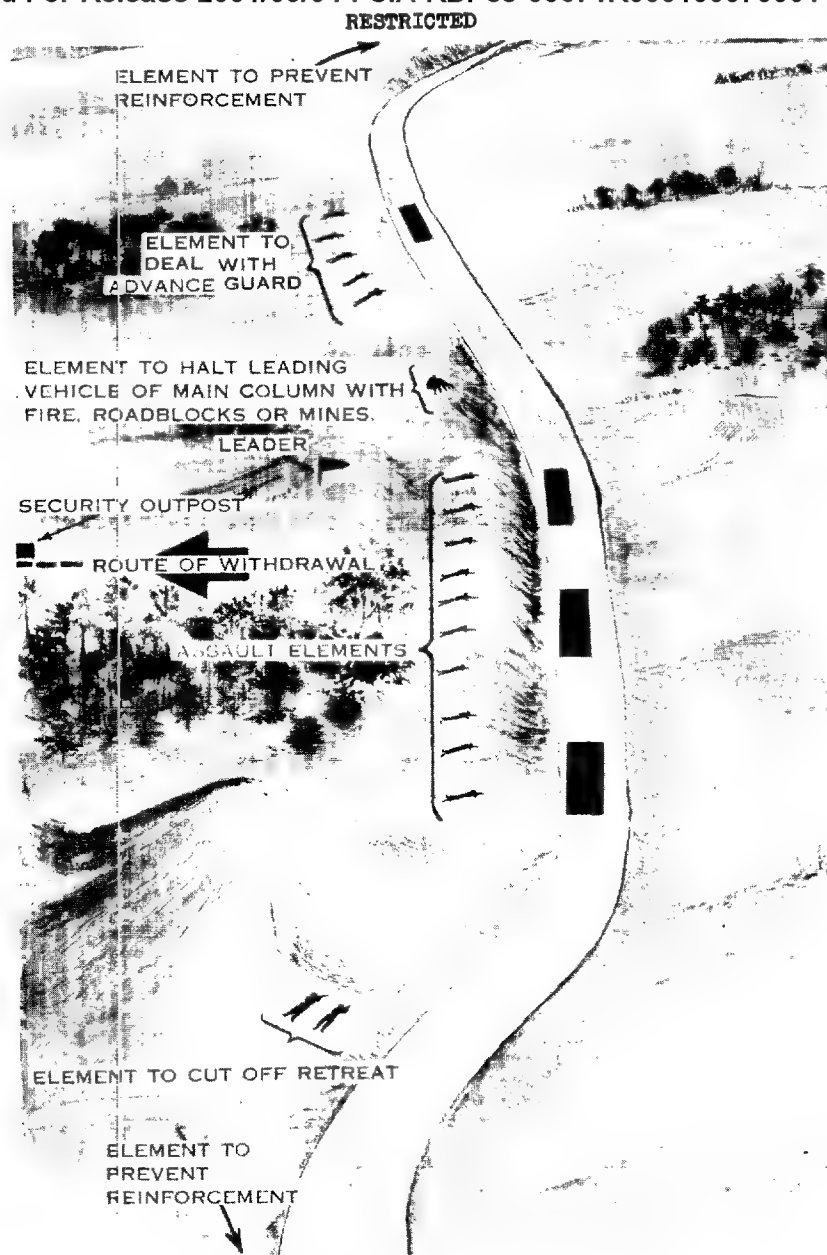 For Release
RESTRICTED
ELEMENT TO PREVENT
REINFORCEMENT
ELEMENT TO
DEAL WITH
ADVANCE GUARD
ELEMENT TO HALT LEADING
VEHICLE OF MAIN COLUMN WITH
FIRE, ROADBLOCKS OR MINES.
LEADER
SECURITY OUTPOST
ROUTE OF WITHDRAWAL
ASSAULT ELEMENTS
ELEMENT TO CUT OFF RETREAT
ELEMENT TO
PREVENT
REINFORCEMENT